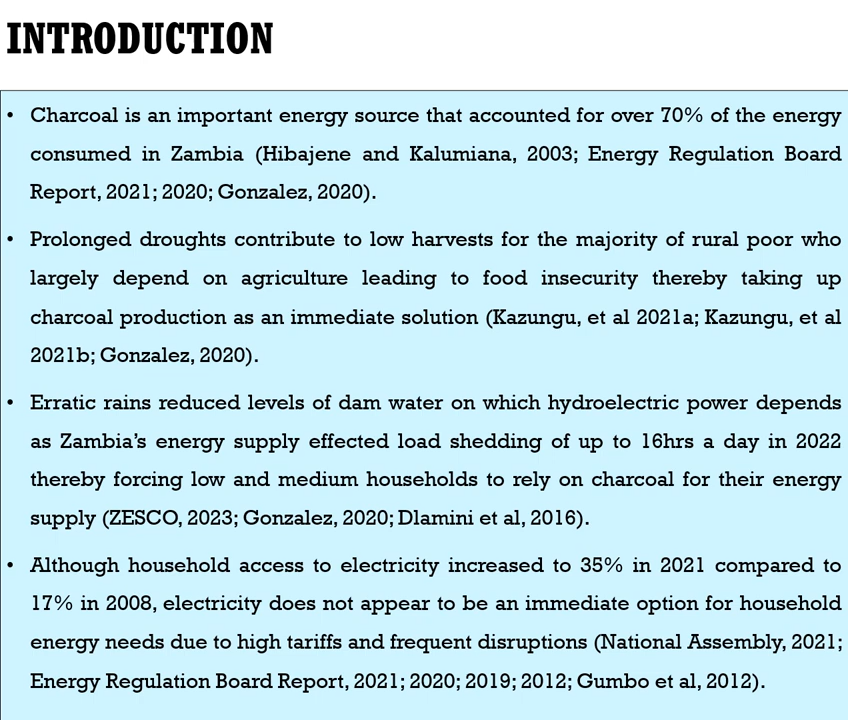 INTRODUCTION
• Charcoal is an important energy source that accounted for over 70% of the energy
consumed in Zambia (Hibajene and Kalumiana, 2003; Energy Regulation Board
Report, 2021; 2020; Gonzalez, 2020).
• Prolonged droughts contribute to low harvests for the majority of rural poor who
largely depend on agriculture leading to food insecurity thereby taking up
charcoal production as an immediate solution (Kazungu, et al 2021a; Kazungu, et al
2021b; Gonzalez, 2020).
• Erratic rains reduced levels of dam water on which hydroelectric power depends
as Zambia's energy supply effected load shedding of up to 16hrs a day in 2022
thereby forcing low and medium households to rely on charcoal for their energy
supply (ZESCO, 2023; Gonzalez, 2020; Dlamini et al, 2016).
• Although household access to electricity increased to 35% in 2021 compared to
17% in 2008, electricity does not appear to be an immediate option for household
energy needs due to high tariffs and frequent disruptions (National Assembly, 2021;
Energy Regulation Board Report, 2021; 2020; 2019; 2012; Gumbo et al, 2012).